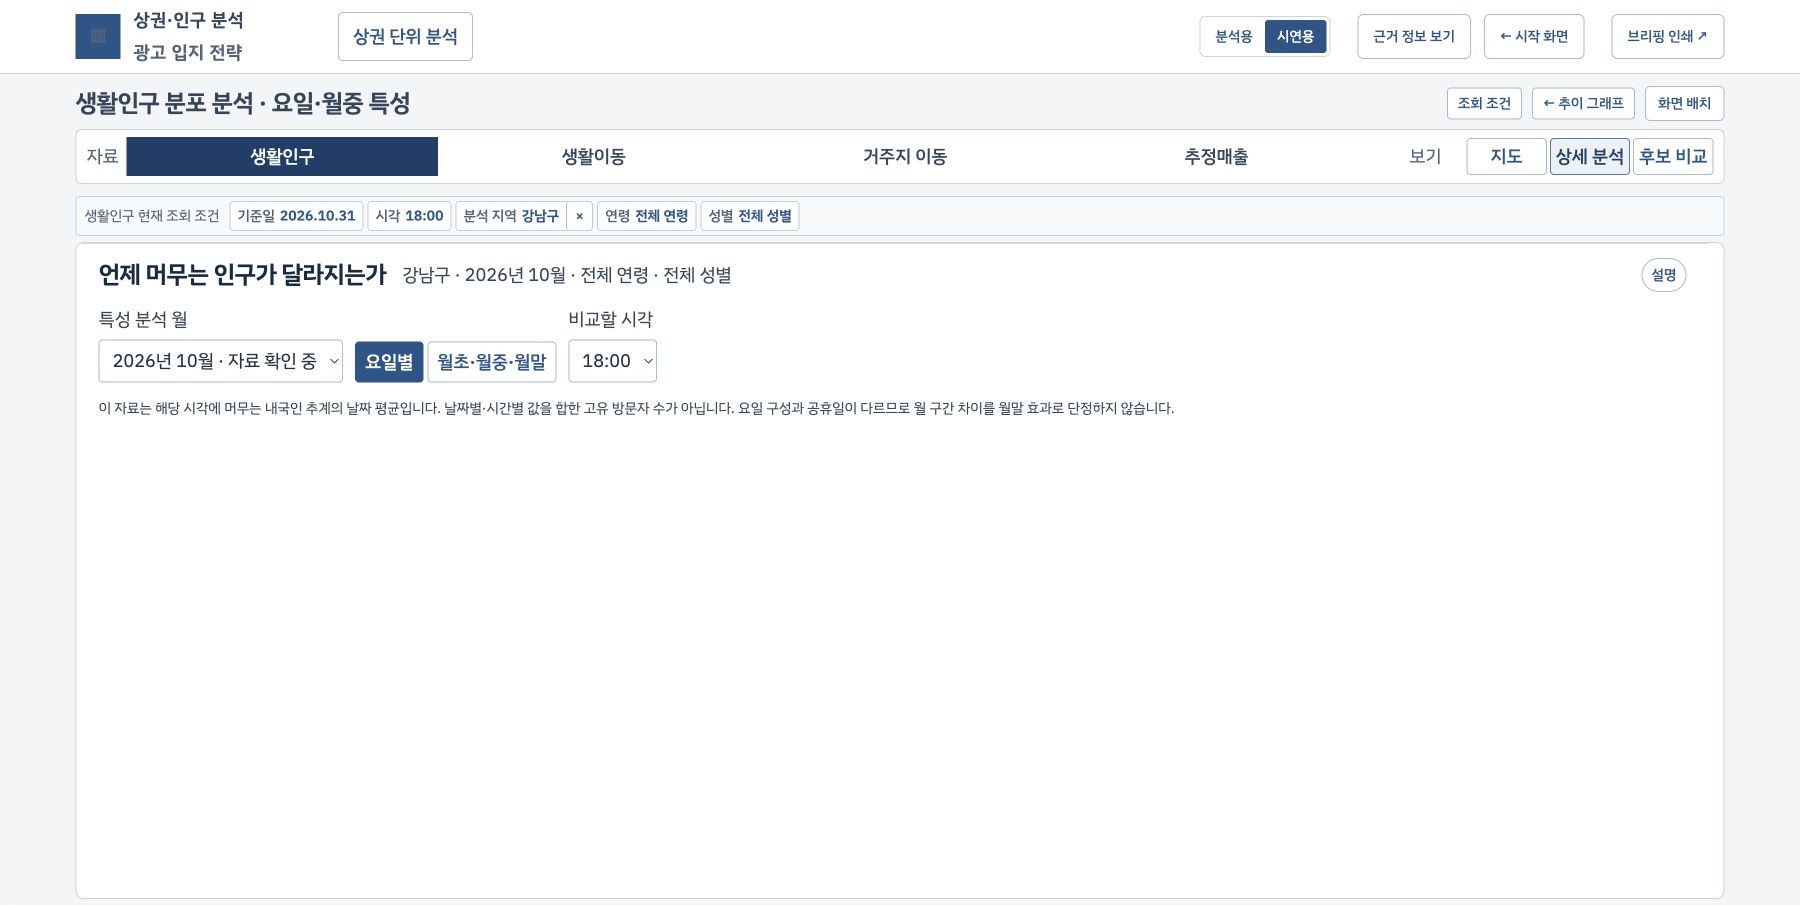 상권·인구 분석
광고 입지 전략
상권 단위 분석
분석용 시연용 근거 정보 보기 ← 시작 화면 브리핑 인쇄 ↗
생활인구 분포 분석 · 요일·월중 특성
조회 조건 ← 추이 그래프 화면 배치
자료 생활인구 생활이동 거주지 이동 추정매출 보기 지도 상세 분석 후보 비교
생활인구 현재 조회 조건 기준일 2026.10.31 시각 18:00 분석 지역 강남구 × 연령 전체 연령 성별 전체 성별
언제 머무는 인구가 달라지는가 강남구 · 2026년 10월 · 전체 연령 · 전체 성별 설명
특성 분석 월 비교할 시각
2026년 10월 · 자료 확인 중 요일별 월초·월중·월말 18:00
이 자료는 해당 시각에 머무는 내국인 추계의 날짜 평균입니다. 날짜별·시간별 값을 합한 고유 방문자 수가 아닙니다. 요일 구성과 공휴일이 다르므로 월 구간 차이를 월말 효과로 단정하지 않습니다.